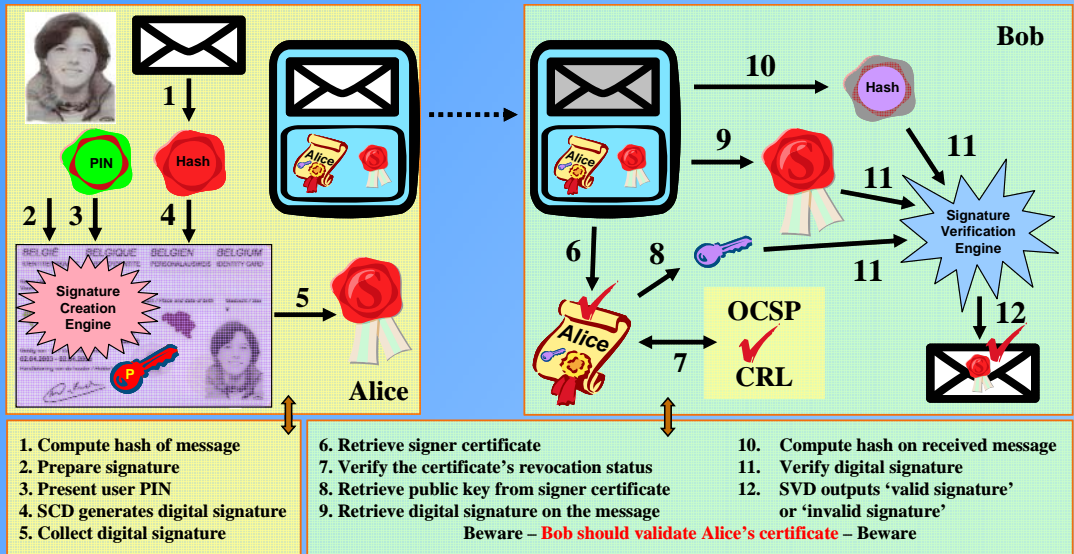 1
PIN
Hash
2
3
4
BELGIË BELGIQUE BELGIEN BELGIUM
PERSONALAUSWEIS IDENTITY CARD
Signature
Creation
Engine
P
5
S
Alice
Alice
S
Bob
Alice
S
10
Hash
9
S
11
11
11
Signature
Verification
Engine
6
8
Alice
7
OCSP
CRL
12
S
1. Compute hash of message
2. Prepare signature
3. Present user PIN
4. SCD generates digital signature
5. Collect digital signature
6. Retrieve signer certificate
7. Verify the certificate's revocation status
8. Retrieve public key from signer certificate
9. Retrieve digital signature on the message
10. Compute hash on received message
11. Verify digital signature
12. SVD outputs ‘valid signature’
or ‘invalid signature’
Beware – Bob should validate Alice's certificate – Beware